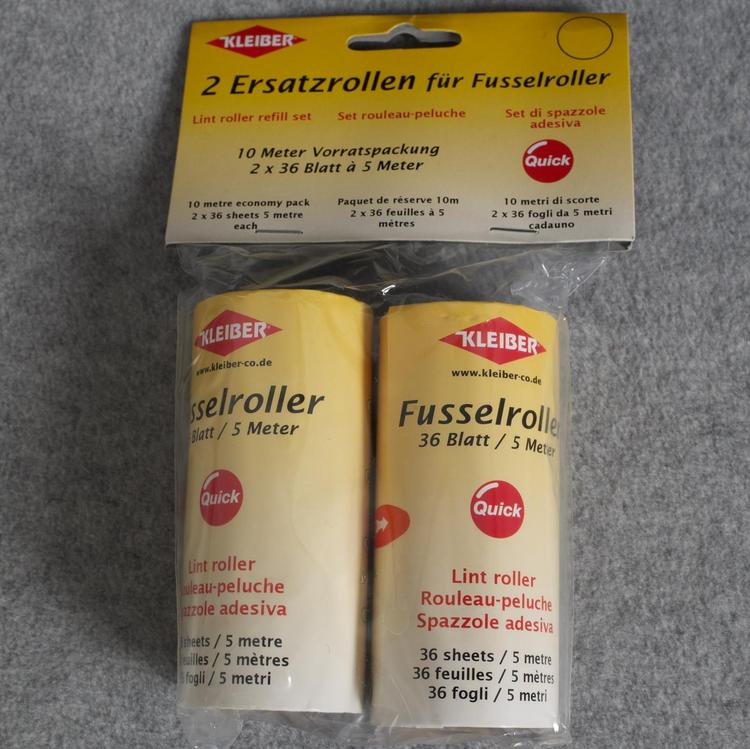 KLEIBER
2 Ersatzrollen für Fusselroller
Lint roller refill set
Set rouleau-peluche
Set di spazzole
adesiva
10 Meter Vorratspackung
2 x 36 Blatt à 5 Meter
Quick
10 metre economy pack
2 x 36 sheets 5 metre
each
Paquet de réserve 10m
2 x 36 feuilles à 5
mètres
10 metri di scorte
2 x 36 fogli da 5 metri
cadauno
KLEIBER
www.kleiber-co.de
sselroller
Blatt / 5 Meter
Quick
Lint roller
uleau-peluche
azzole adesiva
sheets / 5 metre
euilles / 5 mètres
fogli / 5 metri
KLEIBER
www.kleiber-co.de
Fusselrolle
36 Blatt / 5 Meter
Quick
Lint roller
Rouleau-peluche
Spazzole adesiva
36 sheets / 5 metre
36 feuilles / 5 mètres
36 fogli / 5 metri